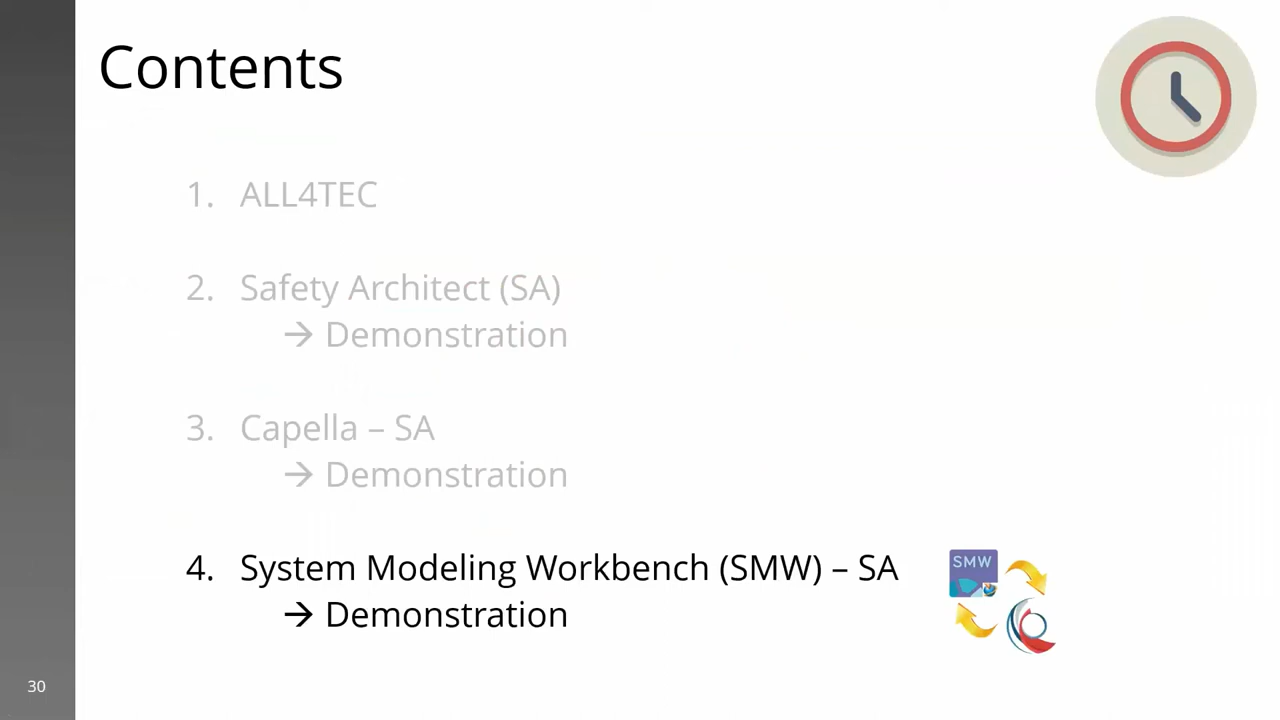 Contents
1. ALL4TEC
2. Safety Architect (SA)
→ Demonstration
3. Capella – SA
→ Demonstration
4. System Modeling Workbench (SMW) – SA
→ Demonstration
SMW
30